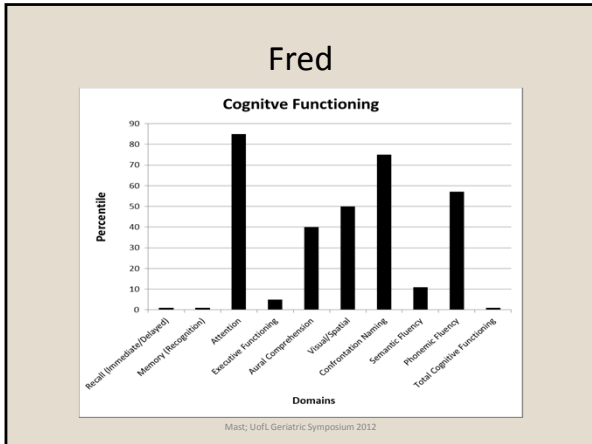 Fred
Cognitve Functioning
90
80
70
60
50
40
30
20
10
0
Percentile
Recall (Immediate/Delayed)
Memory (Recognition)
Attention
Executive Functioning
Aural Comprehension
Visual/Spatial
Confrontation Naming
Semantic Fluency
Phonemic Fluency
Total Cognitive Functioning
Domains
Mast; UofL Geriatric Symposium 2012